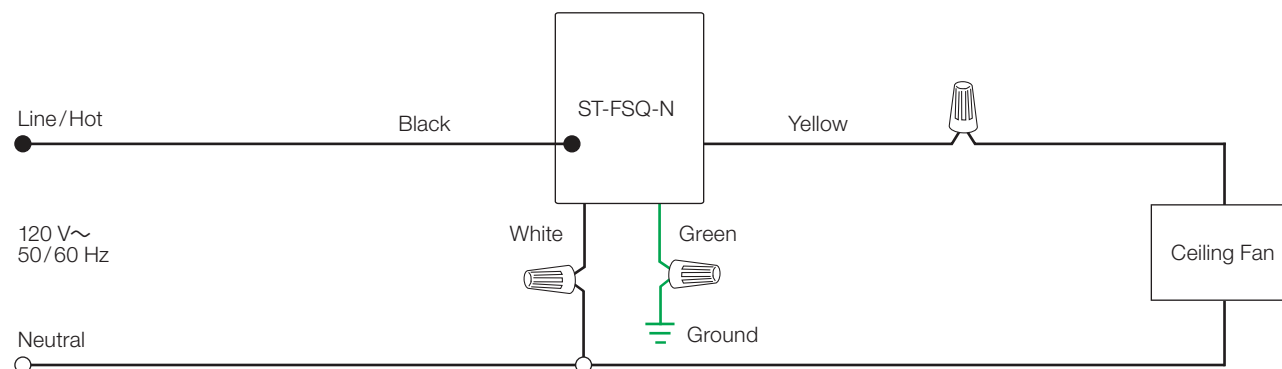 ST-FSQ-N
Line/Hot
Black
Yellow
120 V~
50/60 Hz
White
Green
Ceiling Fan
Neutral
Ground